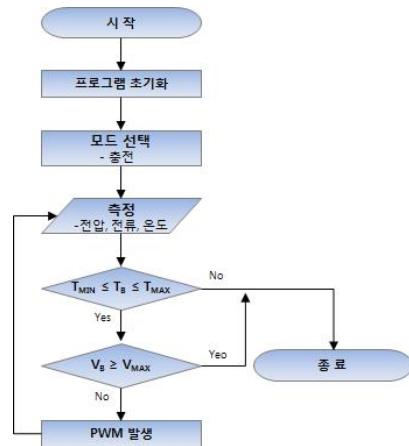 시 작
프로그램 초기화
모드 선택
- 충전
측정
-전압, 전류, 온도
T_MIN ≤ T_B ≤ T_MAX
No
Yes
V_B ≥ V_MAX
Yeo
종 료
No
PWM 발생